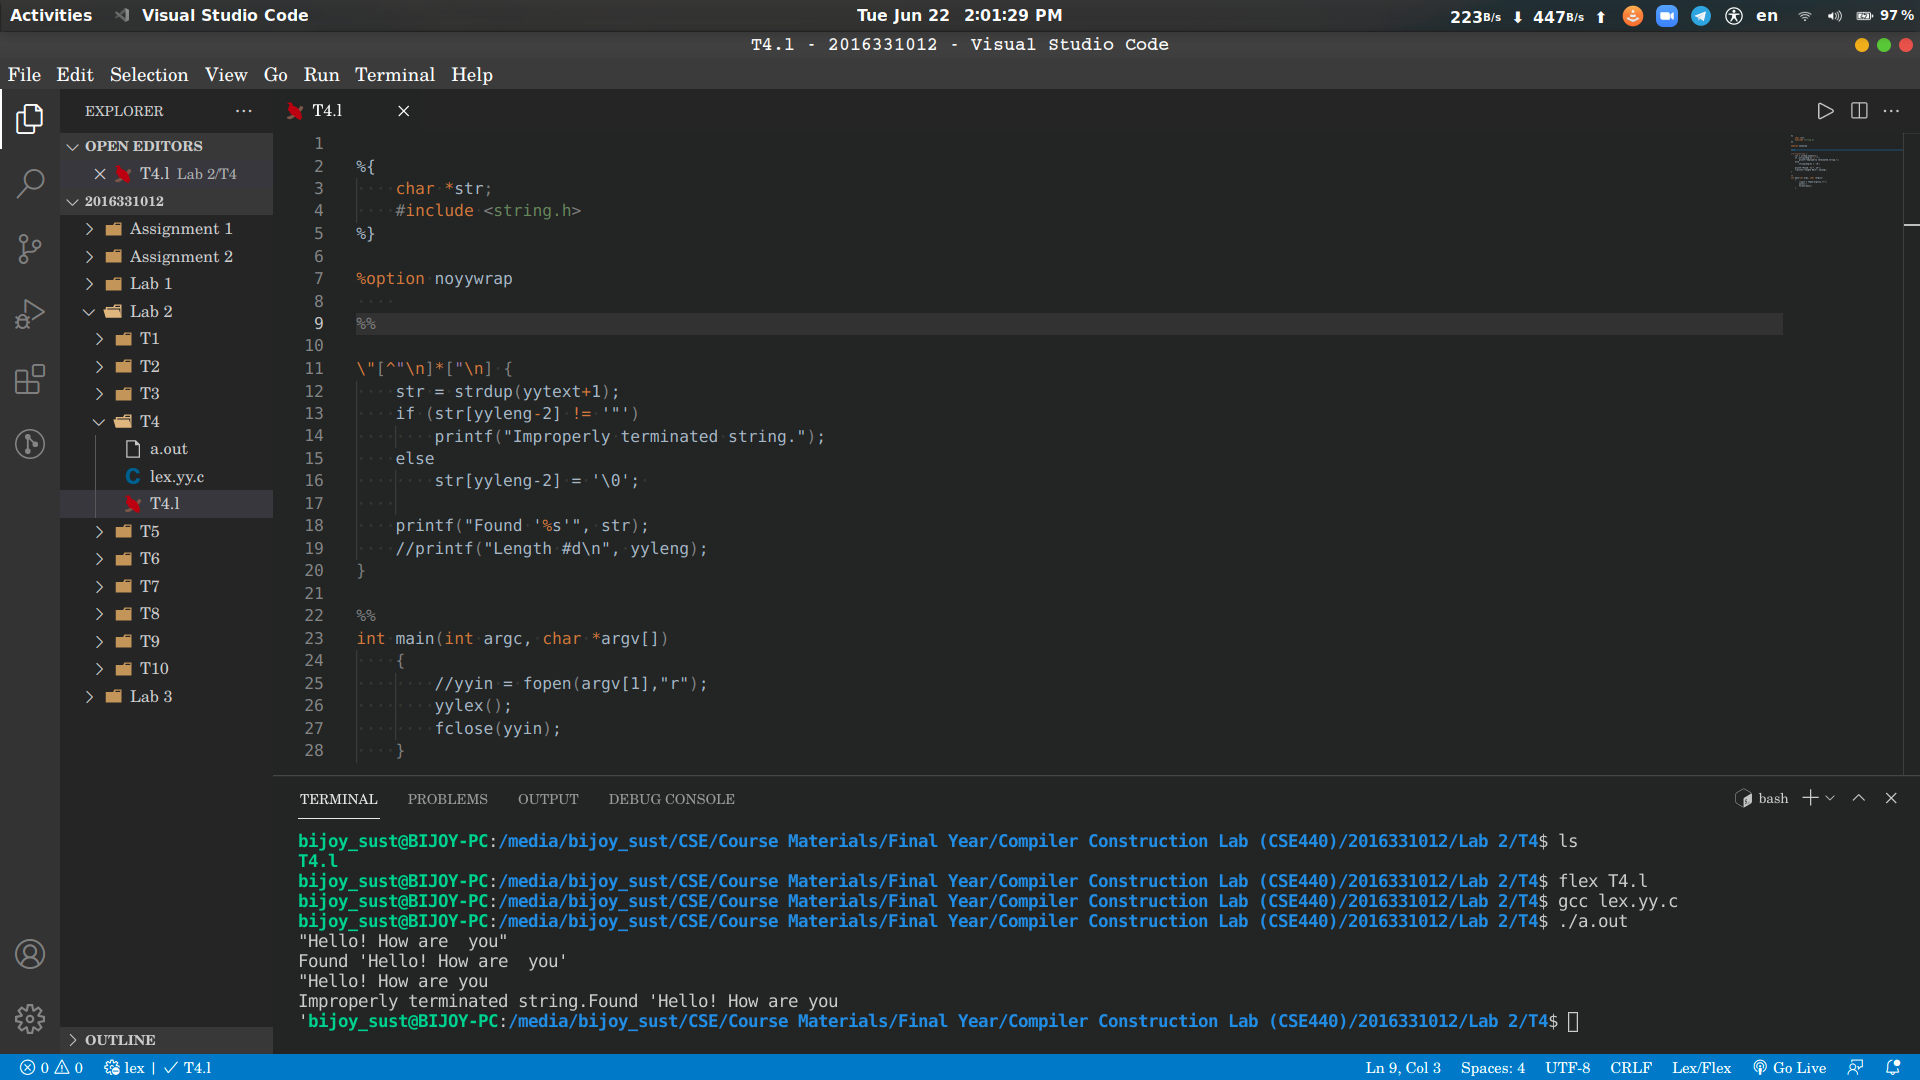 Activities Visual Studio Code Tue Jun 22 2:01:29 PM 223B/s ⬇ 447B/s ⬆ en 97 %
T4.l - 2016331012 - Visual Studio Code
File Edit Selection View Go Run Terminal Help
EXPLORER ···
OPEN EDITORS
T4.l Lab 2/T4
2016331012
Assignment 1
Assignment 2
Lab 1
Lab 2
T1
T2
T3
T4
a.out
C lex.yy.c
T4.l
T5
T6
T7
T8
T9
T10
Lab 3
OUTLINE
T4.l
1
2 %{
3     char *str;
4     #include <string.h>
5 %}
6
7 %option noyywrap
8
9 %%
10
11 \"[^"\n]*["\n] {
12     str = strdup(yytext+1);
13     if (str[yyleng-2] != '"')
14         printf("Improperly terminated string.");
15     else
16         str[yyleng-2] = '\0';
17
18     printf("Found '%s'", str);
19     //printf("Length #d\n", yyleng);
20 }
21
22 %%
23 int main(int argc, char *argv[])
24     {
25         //yyin = fopen(argv[1],"r");
26         yylex();
27         fclose(yyin);
28     }
TERMINAL PROBLEMS OUTPUT DEBUG CONSOLE bash
bijoy_sust@BIJOY-PC:/media/bijoy_sust/CSE/Course Materials/Final Year/Compiler Construction Lab (CSE440)/2016331012/Lab 2/T4$ ls
T4.l
bijoy_sust@BIJOY-PC:/media/bijoy_sust/CSE/Course Materials/Final Year/Compiler Construction Lab (CSE440)/2016331012/Lab 2/T4$ flex T4.l
bijoy_sust@BIJOY-PC:/media/bijoy_sust/CSE/Course Materials/Final Year/Compiler Construction Lab (CSE440)/2016331012/Lab 2/T4$ gcc lex.yy.c
bijoy_sust@BIJOY-PC:/media/bijoy_sust/CSE/Course Materials/Final Year/Compiler Construction Lab (CSE440)/2016331012/Lab 2/T4$ ./a.out
"Hello! How are  you"
Found 'Hello! How are  you'
"Hello! How are you
Improperly terminated string.Found 'Hello! How are you
'bijoy_sust@BIJOY-PC:/media/bijoy_sust/CSE/Course Materials/Final Year/Compiler Construction Lab (CSE440)/2016331012/Lab 2/T4$
0 0 lex | ✓ T4.l Ln 9, Col 3 Spaces: 4 UTF-8 CRLF Lex/Flex Go Live